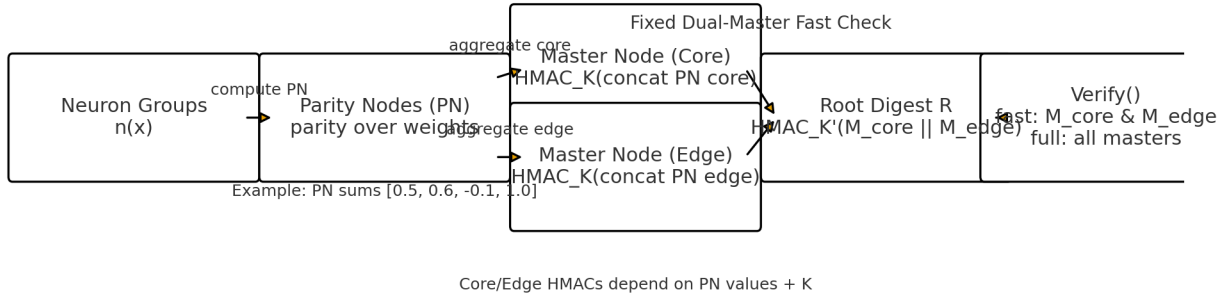 Fixed Dual-Master Fast Check
Neuron Groups
n(x)
compute PN
Parity Nodes (PN)
parity over weights
Example: PN sums [0.5, 0.6, -0.1, 1.0]
aggregate core
Master Node (Core)
HMAC_K(concat PN core)
aggregate edge
Master Node (Edge)
HMAC_K(concat PN edge)
Root Digest R
HMAC_K'(M_core || M_edge)
Verify()
fast: M_core & M_edge
full: all masters
Core/Edge HMACs depend on PN values + K